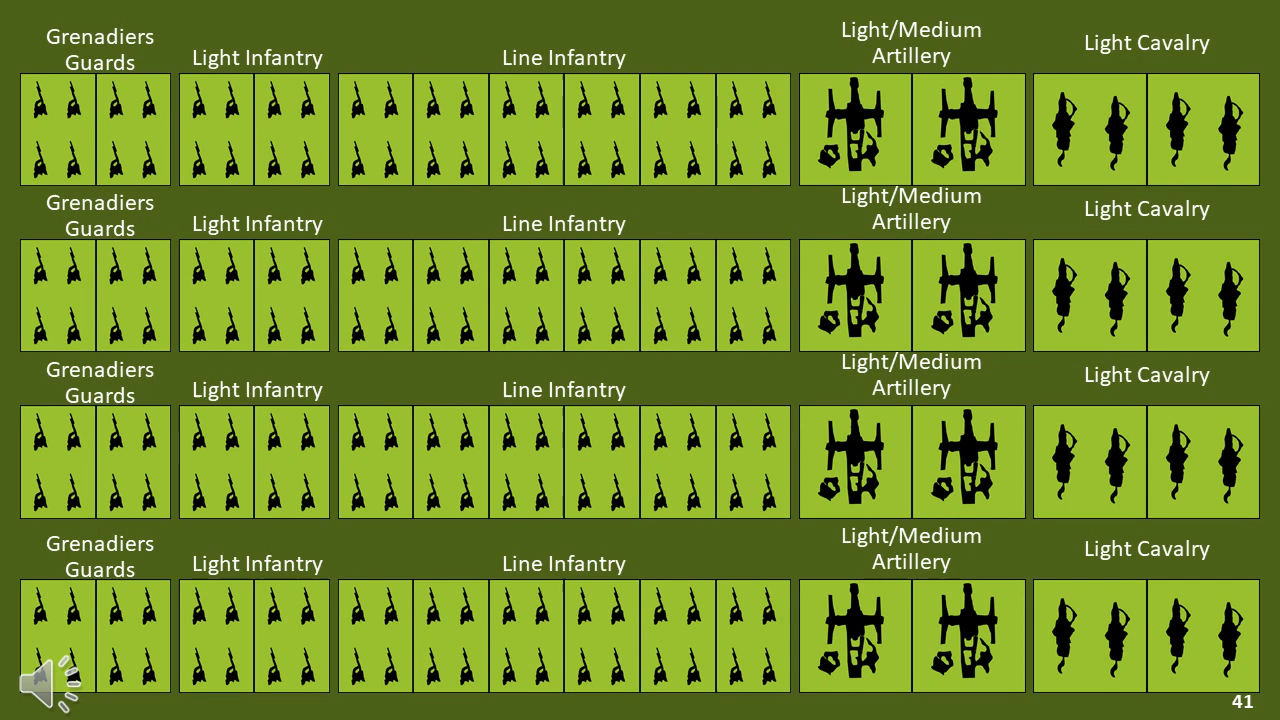 Grenadiers
Guards
Light Infantry
Line Infantry
Light/Medium
Artillery
Light Cavalry
Grenadiers
Guards
Light Infantry
Line Infantry
Light/Medium
Artillery
Light Cavalry
Grenadiers
Guards
Light Infantry
Line Infantry
Light/Medium
Artillery
Light Cavalry
Grenadiers
Guards
Light Infantry
Line Infantry
Light/Medium
Artillery
Light Cavalry
41